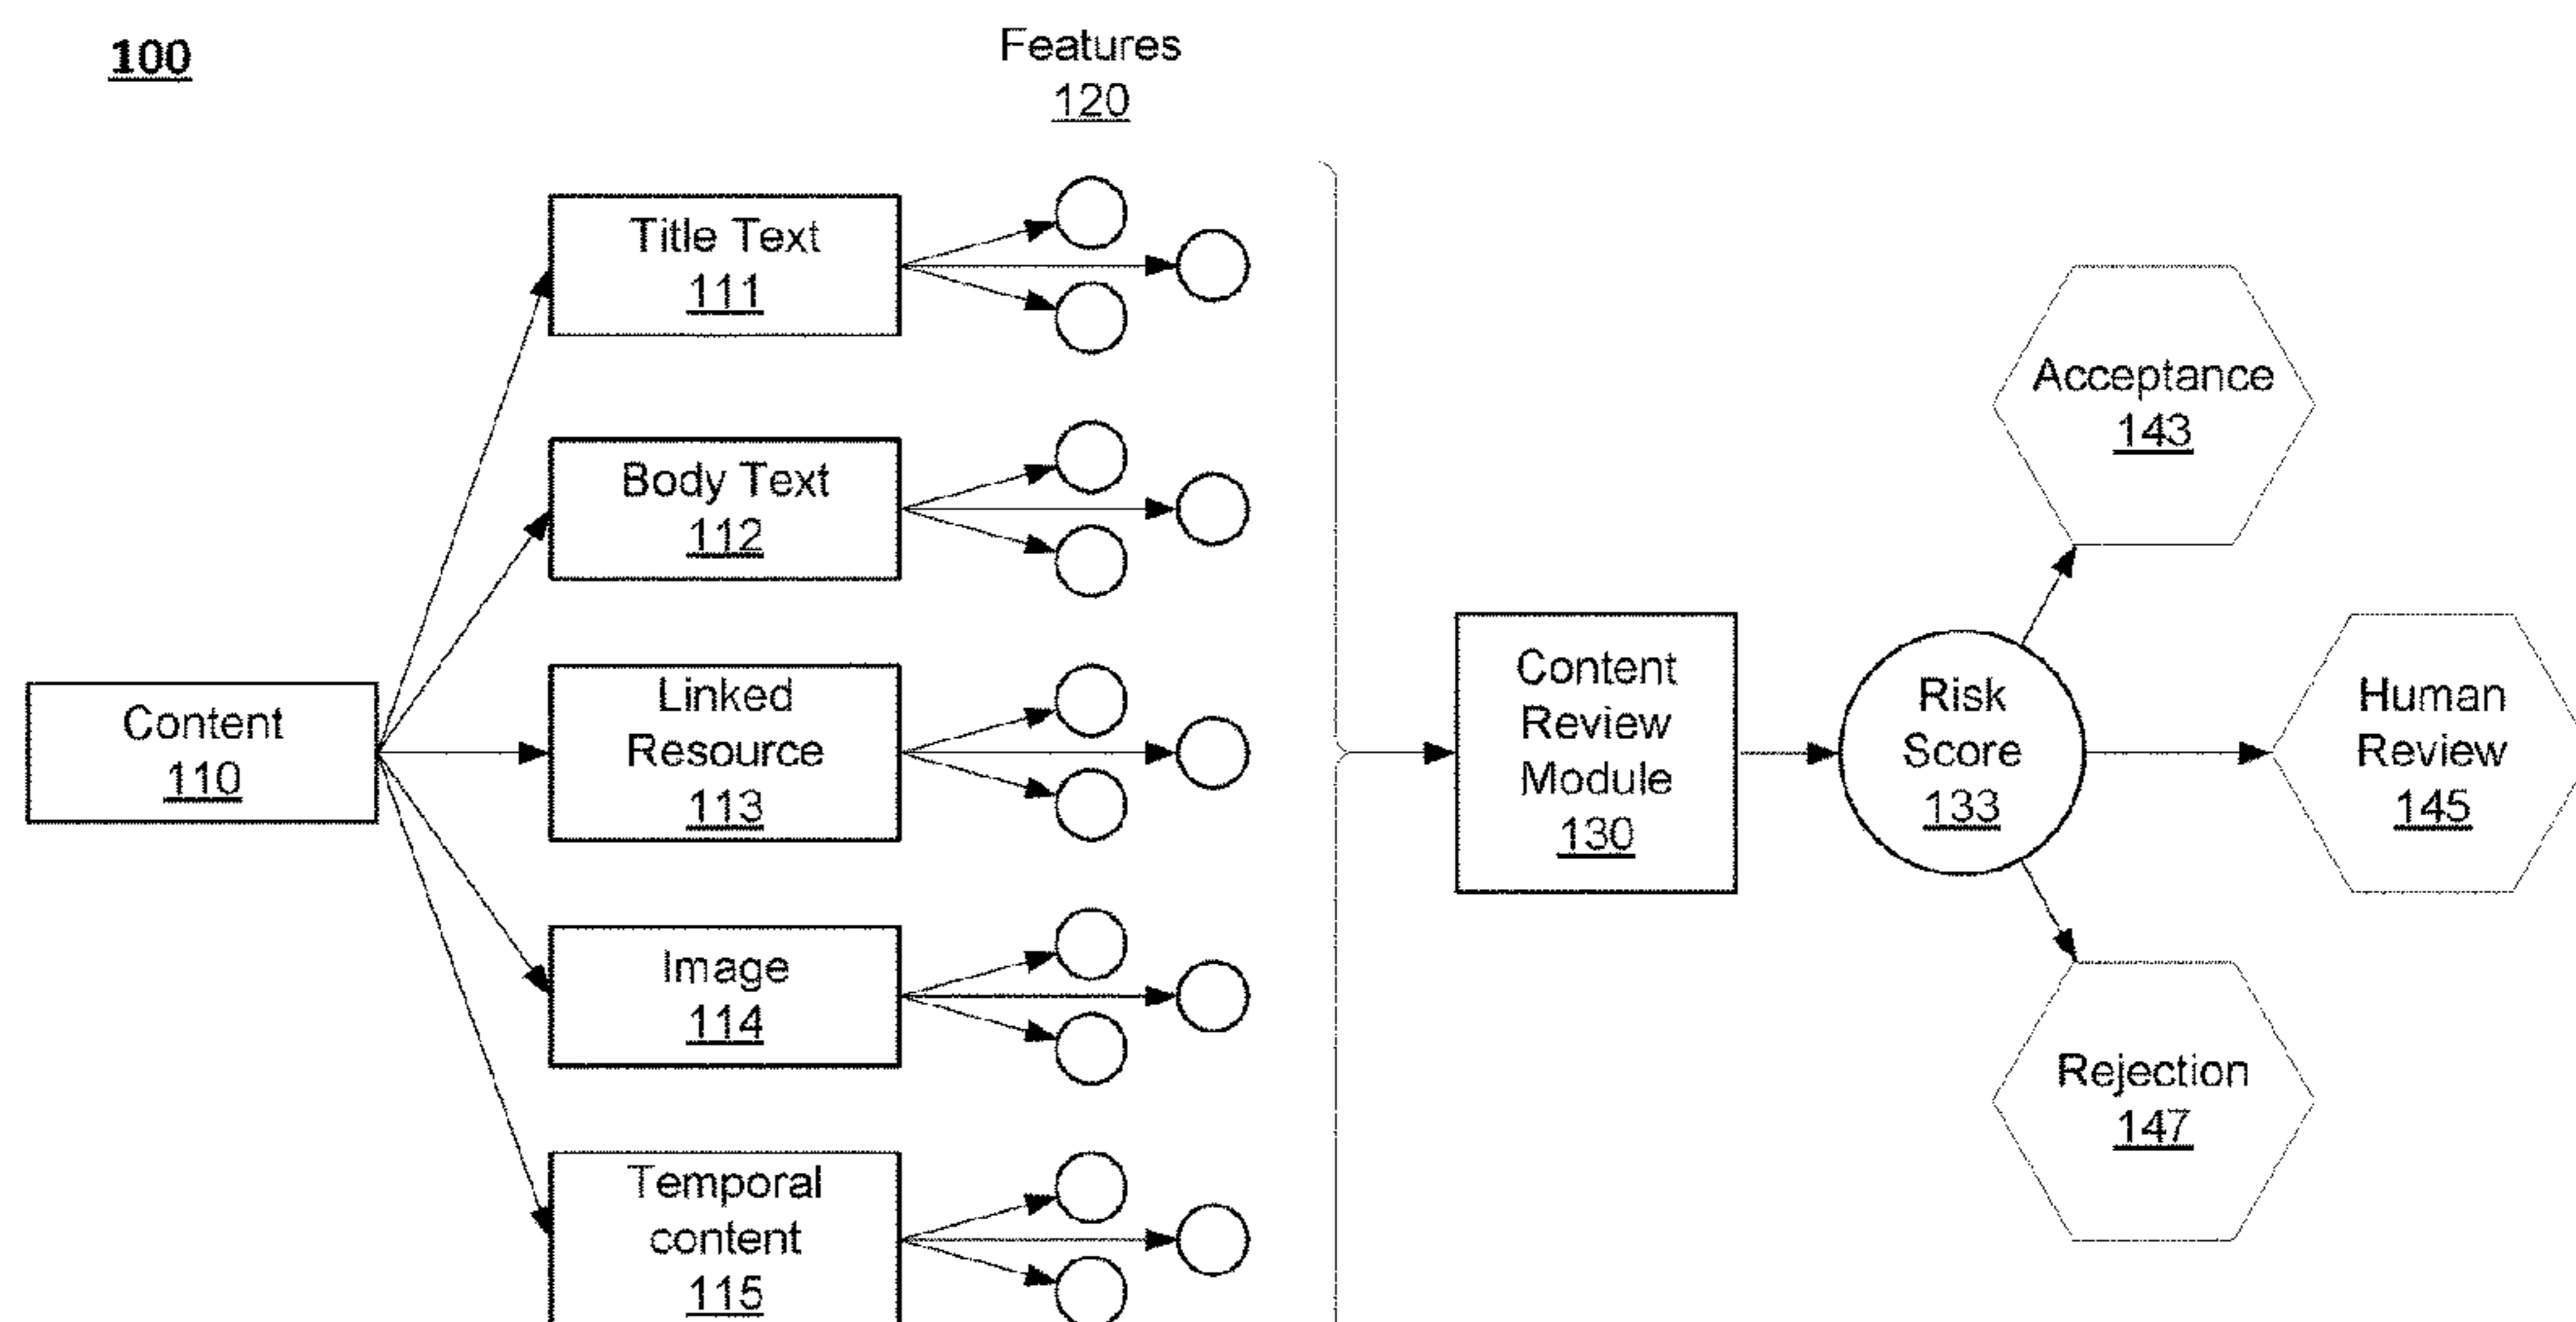 100
Features
120
Title Text
111
Body Text
112
Linked
Resource
113
Image
114
Temporal
content
115
Content
110
Content
Review
Module
130
Risk
Score
133
Acceptance
143
Human
Review
145
Rejection
147